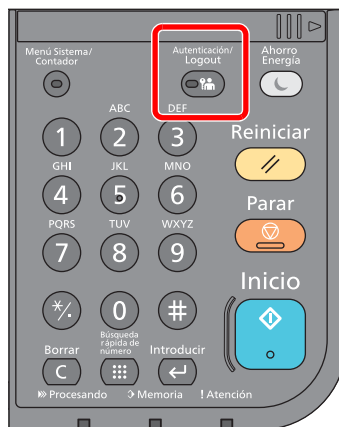 Menú Sistema/
Contador
Autenticación/
Logout
Ahorro
Energía
ABC
DEF
1
2
3
Reiniciar
GHI
JKL
MNO
4
5
6
Parar
PQRS
TUV
WXYZ
7
8
9
Inicio
*/.
0
#
Borrar
Búsqueda
rápida de
número
Introducir
C
Procesando
Memoria
! Atención